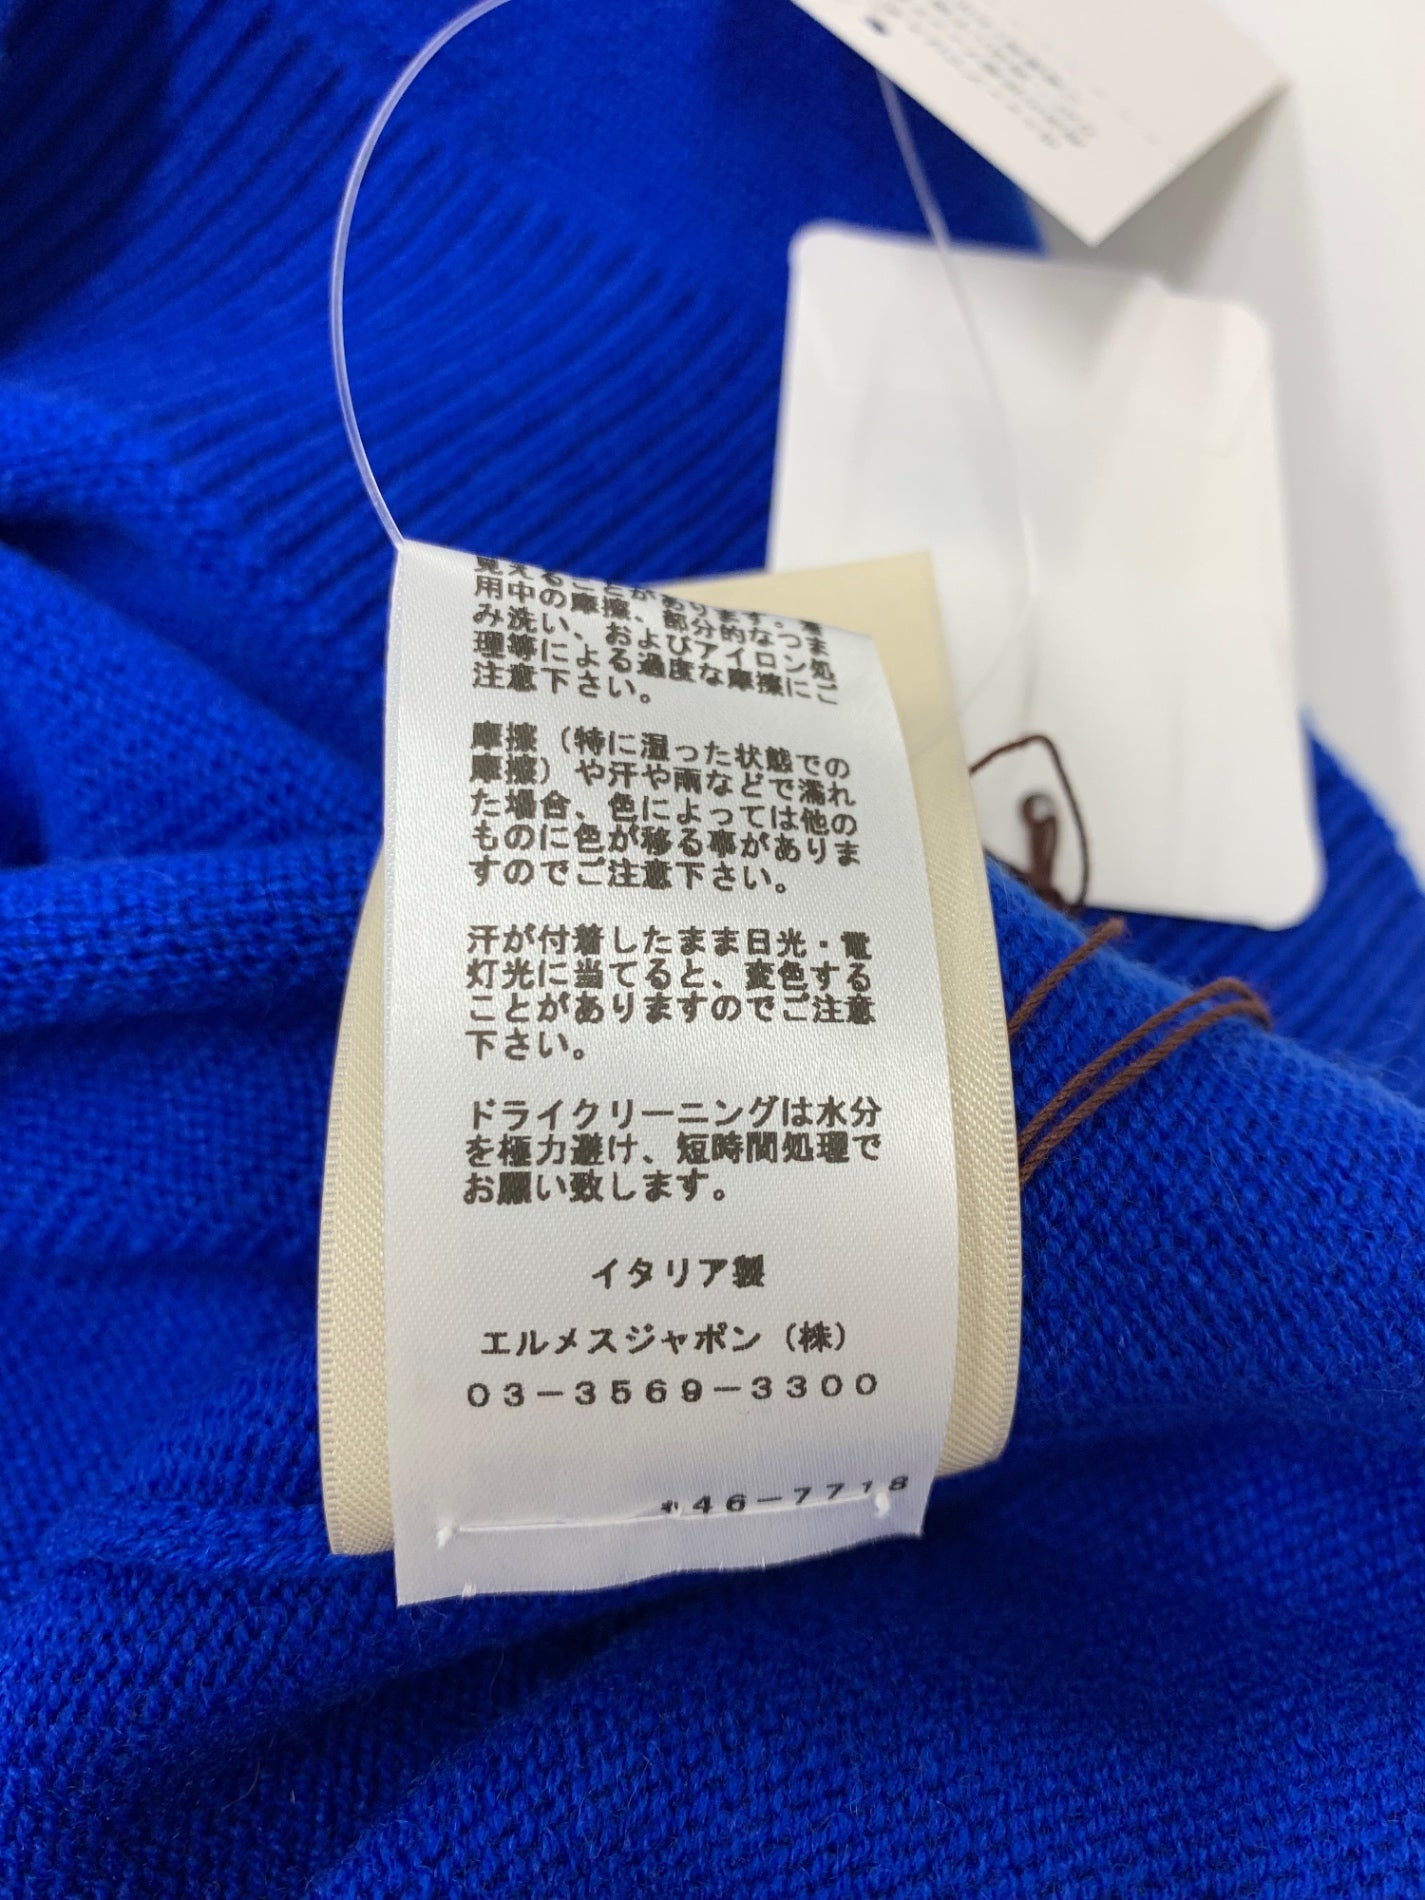 覚えることがあります。着
用中の摩擦、部分的なつま
み洗い、およびアイロン処
理等による過度な摩擦にご
注意下さい。
摩擦（特に湿った状態での
摩擦）や汗や雨などで濡れ
た場合、色によっては他の
ものに色が移る事がありま
すのでご注意下さい。
汗が付着したまま日光・電
灯光に当てると、変色する
ことがありますのでご注意
下さい。
ドライクリーニングは水分
を極力避け、短時間処理で
お願い致します。
イタリア製
エルメスジャポン（株）
０３－３５６９－３３００
４６－７７１８